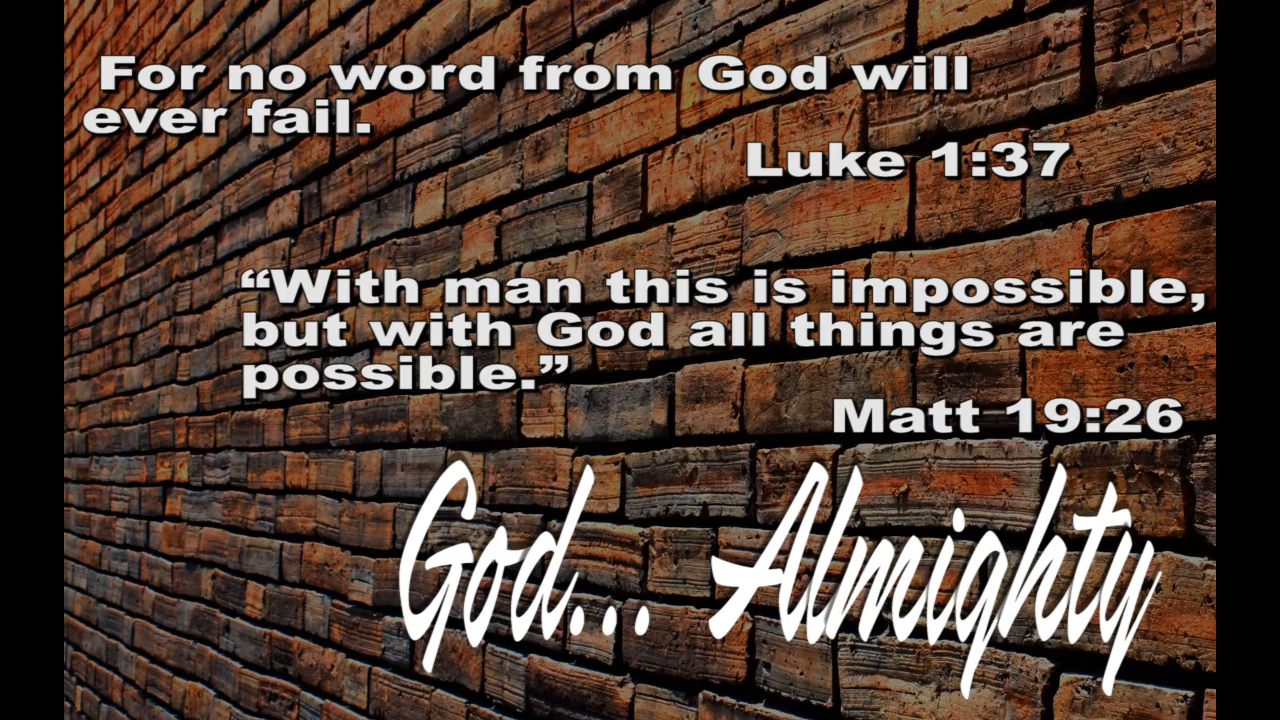 For no word from God will
ever fail.
Luke 1:37
“With man this is impossible,
but with God all things are
possible.”
Matt 19:26
God... Almighty